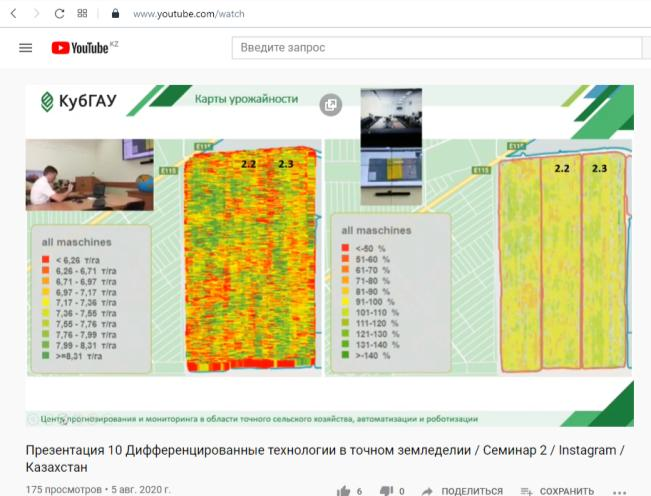 www.youtube.com/watch
YouTube KZ
Введите запрос
КубГАУ
Карты урожайности
E115
E115
2.2
2.3
all maschines
< 6,26 т/га
6,26 - 6,71 т/га
6,71 - 6,97 т/га
6,97 - 7,17 т/га
7,17 - 7,36 т/га
7,36 - 7,55 т/га
7,55 - 7,76 т/га
7,76 - 7,99 т/га
7,99 - 8,31 т/га
>=8,31 т/га
E115
E115
2.2
2.3
all maschines
<-50 %
51-60 %
61-70 %
71-80 %
81-90 %
91-100 %
101-110 %
111-120 %
121-130 %
131-140 %
>-140 %
Центр прогнозирования и мониторинга в области точного сельского хозяйства, автоматизации и роботизации
Презентация 10 Дифференцированные технологии в точном земледелии / Семинар 2 / Instagram /
Казахстан
175 просмотров • 5 авг. 2020 г.
6
0
ПОДЕЛИТЬСЯ
СОХРАНИТЬ